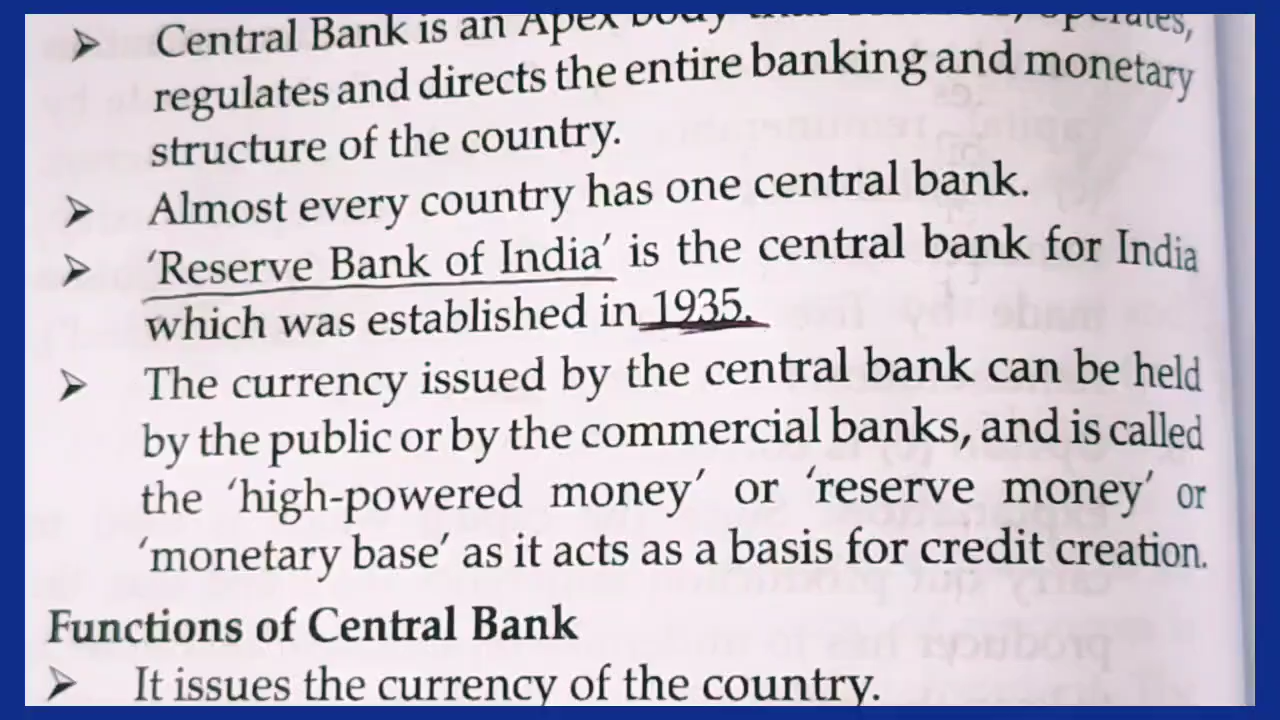 ➢ Central Bank is an Apex body operates,
regulates and directs the entire banking and monetary
structure of the country.
➢ Almost every country has one central bank.
➢ 'Reserve Bank of India' is the central bank for India
which was established in 1935.
➢ The currency issued by the central bank can be held
by the public or by the commercial banks, and is called
the 'high-powered money' or 'reserve money' or
'monetary base' as it acts as a basis for credit creation.
Functions of Central Bank
➢ It issues the currency of the country.